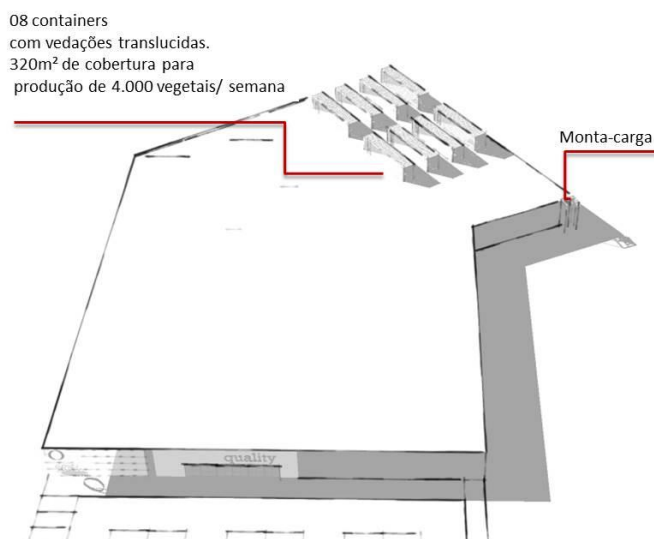 08 containers
com vedações translucidas.
320m² de cobertura para
produção de 4.000 vegetais/ semana
Monta-carga
quality